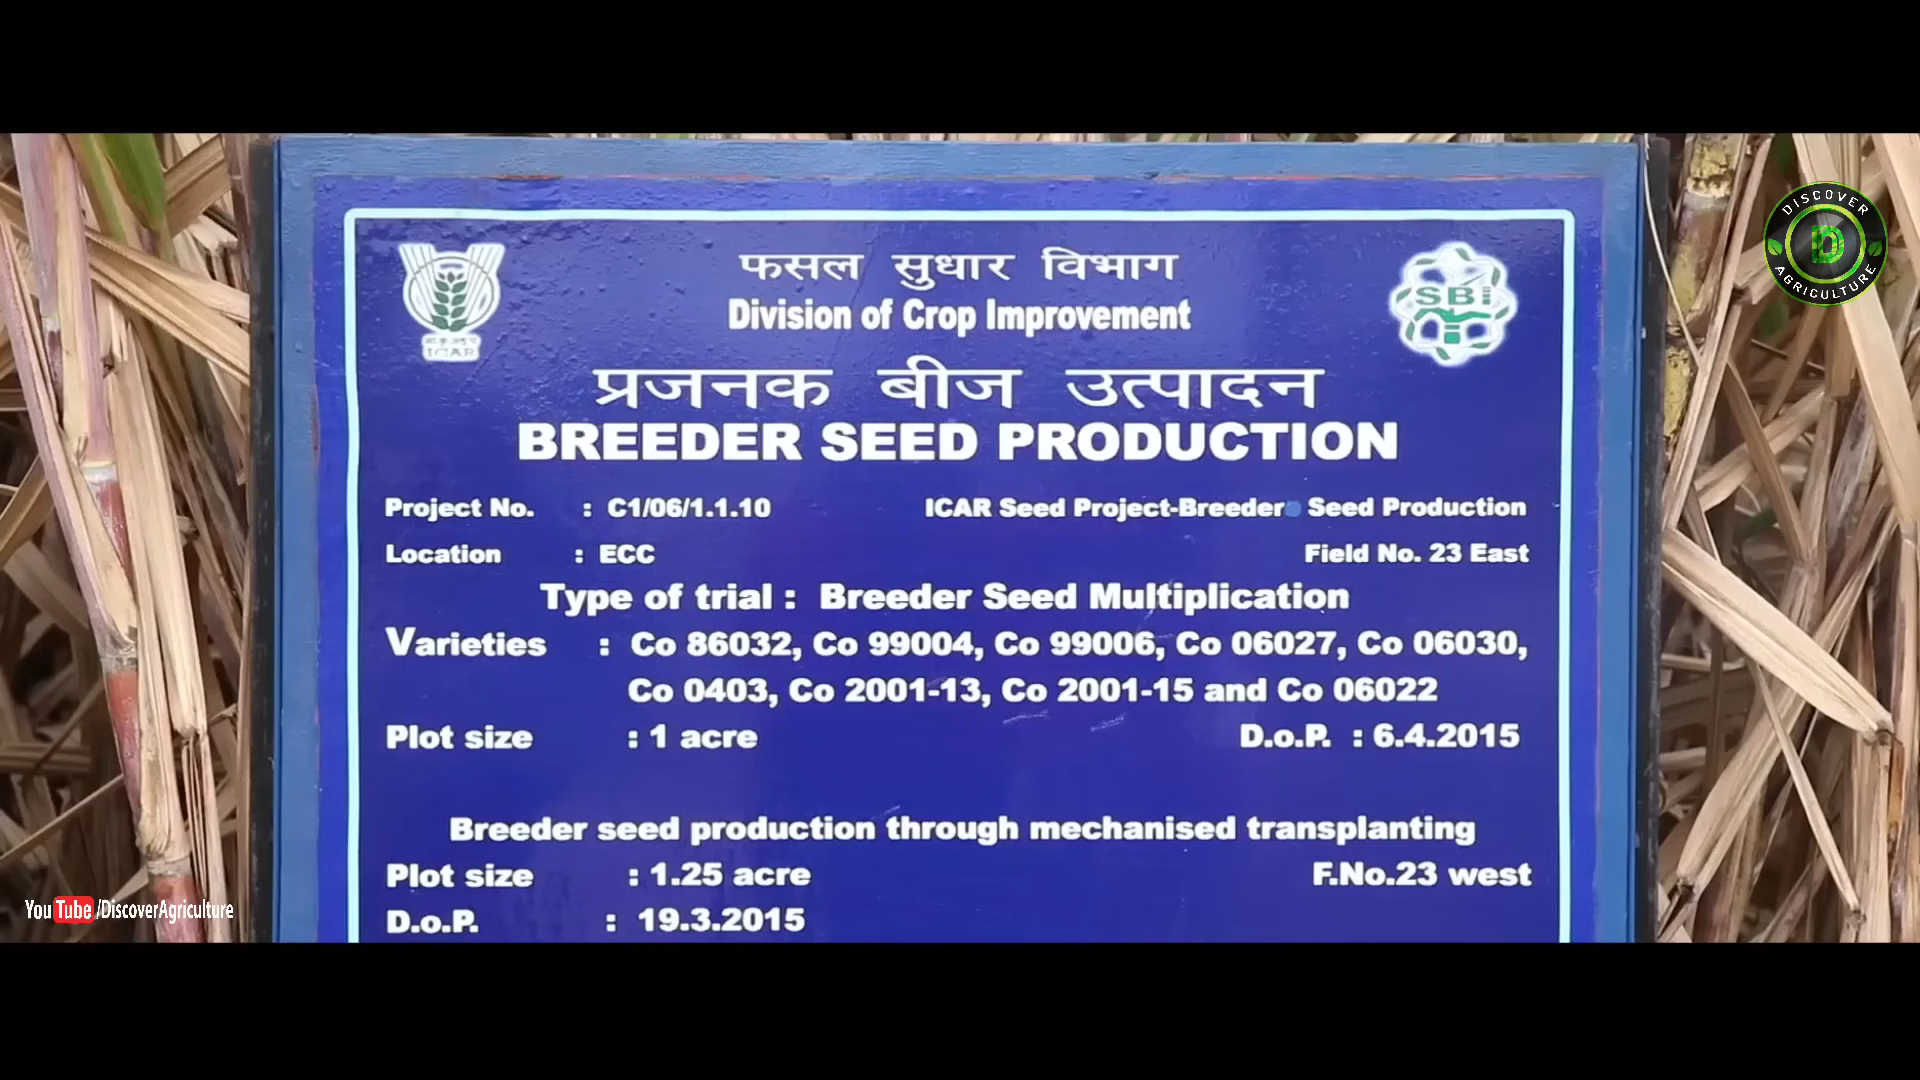 फसल सुधार विभाग
Division of Crop Improvement
ICAR
SBI
प्रजनक बीज उत्पादन
BREEDER SEED PRODUCTION
Project No. : C1/06/1.1.10 ICAR Seed Project-Breeder Seed Production
Location : ECC Field No. 23 East
Type of trial : Breeder Seed Multiplication
Varieties : Co 86032, Co 99004, Co 99006, Co 06027, Co 06030,
Co 0403, Co 2001-13, Co 2001-15 and Co 06022
Plot size : 1 acre D.o.P. : 6.4.2015
Breeder seed production through mechanised transplanting
Plot size : 1.25 acre F.No.23 west
D.o.P. : 19.3.2015
DISCOVER
D
AGRICULTURE
YouTube/DiscoverAgriculture